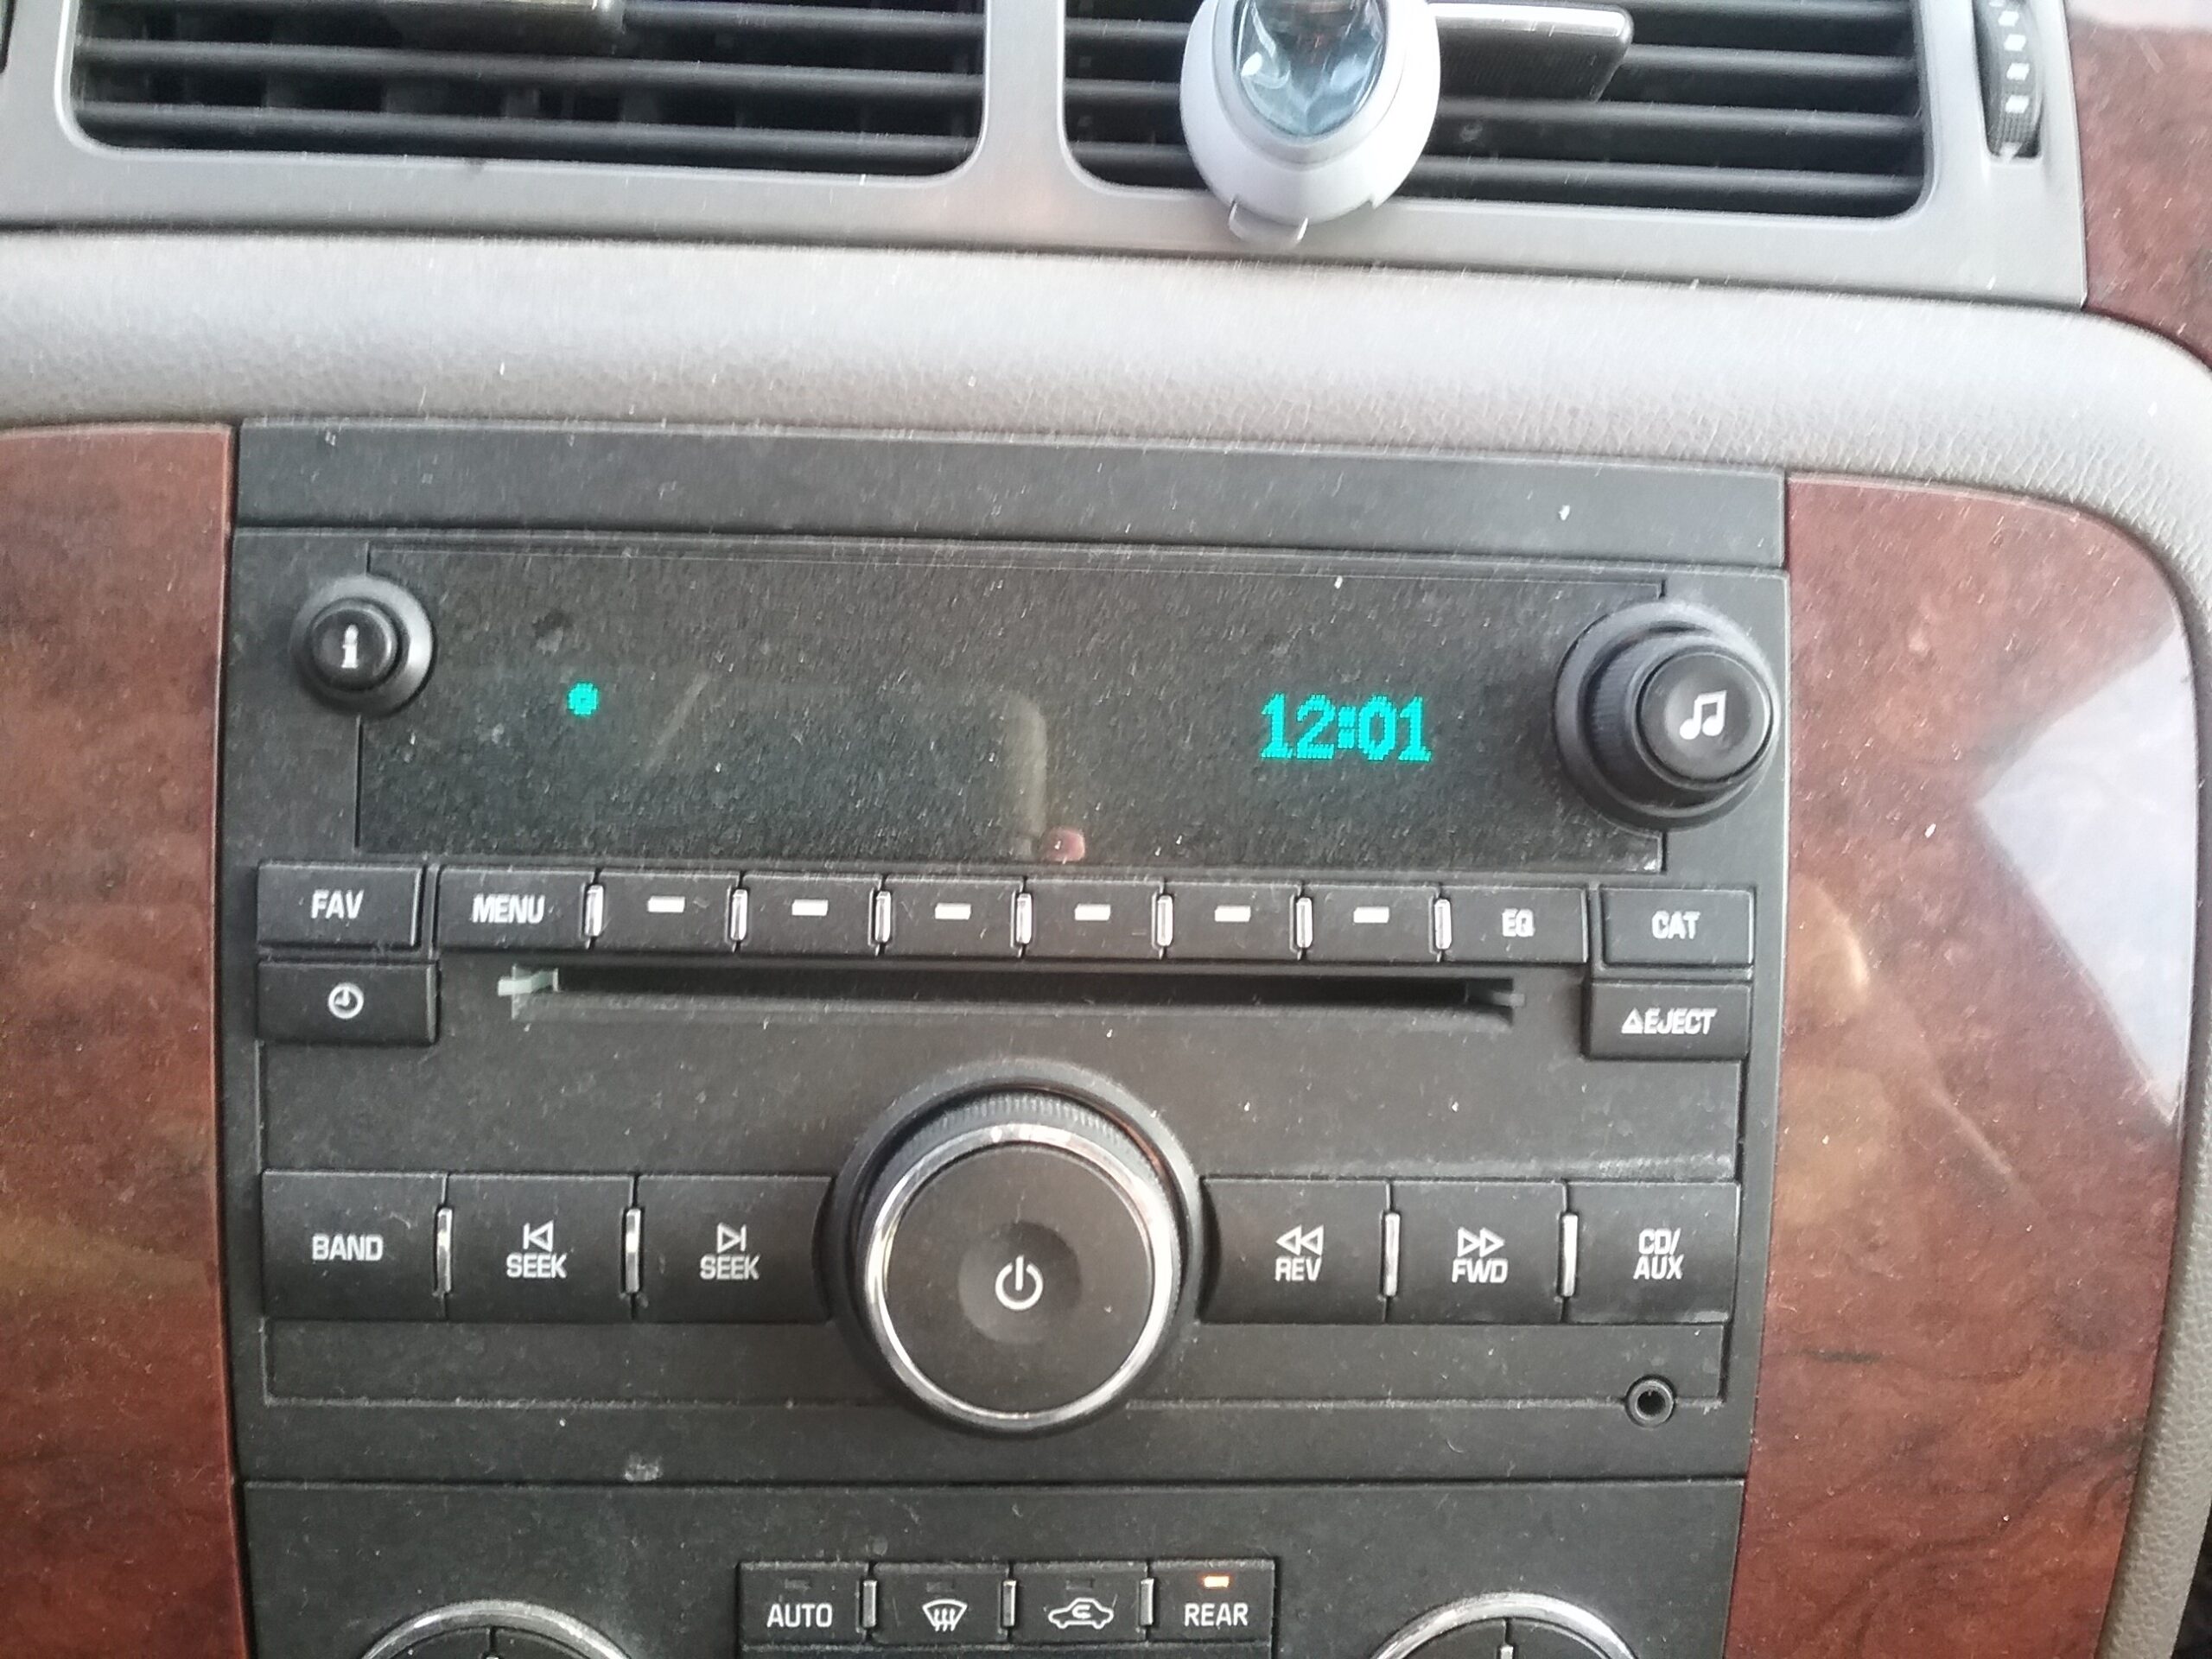 i
12:01
FAV
MENU
EQ
CAT
EJECT
BAND
SEEK
SEEK
REV
FWD
CD/
AUX
AUTO
REAR